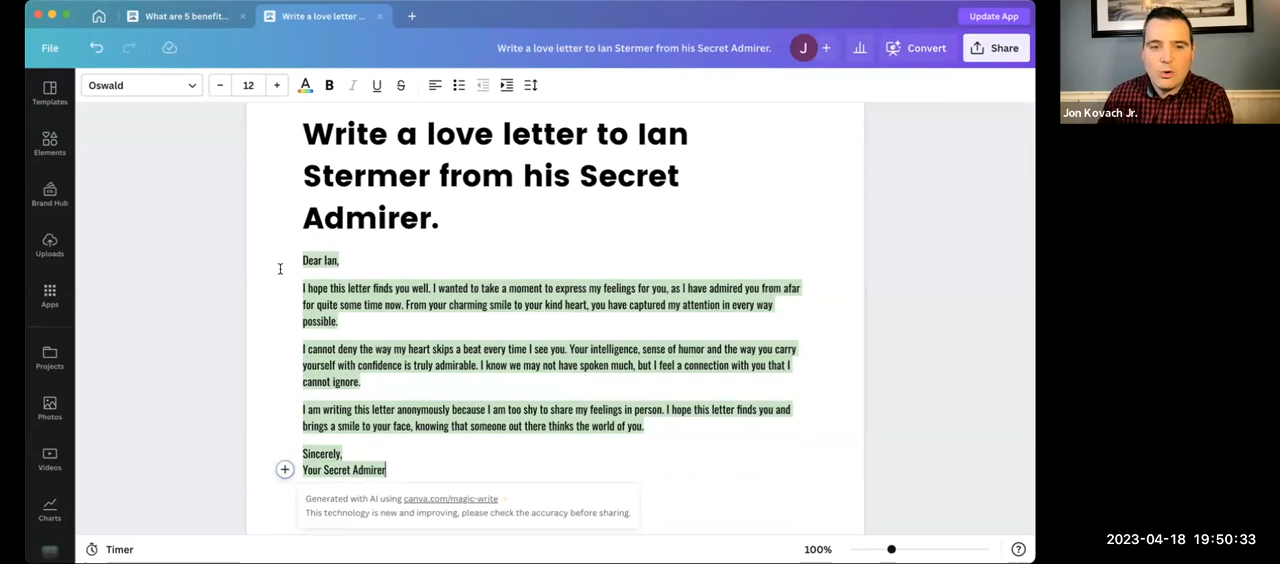 What are 5 benefit...
Write a love letter ...
Update App
File
Write a love letter to Ian Stermer from his Secret Admirer.
J
Convert
Share
Jon Kovach Jr.
Oswald
12
A
B
I
U
S
Templates
Elements
Brand Hub
Uploads
Apps
Projects
Photos
Videos
Charts
Write a love letter to Ian
Stermer from his Secret
Admirer.
Dear Ian,
I hope this letter finds you well. I wanted to take a moment to express my feelings for you, as I have admired you from afar
for quite some time now. From your charming smile to your kind heart, you have captured my attention in every way
possible.
I cannot deny the way my heart skips a beat every time I see you. Your intelligence, sense of humor and the way you carry
yourself with confidence is truly admirable. I know we may not have spoken much, but I feel a connection with you that I
cannot ignore.
I am writing this letter anonymously because I am too shy to share my feelings in person. I hope this letter finds you and
brings a smile to your face, knowing that someone out there thinks the world of you.
Sincerely,
Your Secret Admirer
Generated with AI using canva.com/magic-write
This technology is new and improving, please check the accuracy before sharing.
Timer
100%
2023-04-18 19:50:33